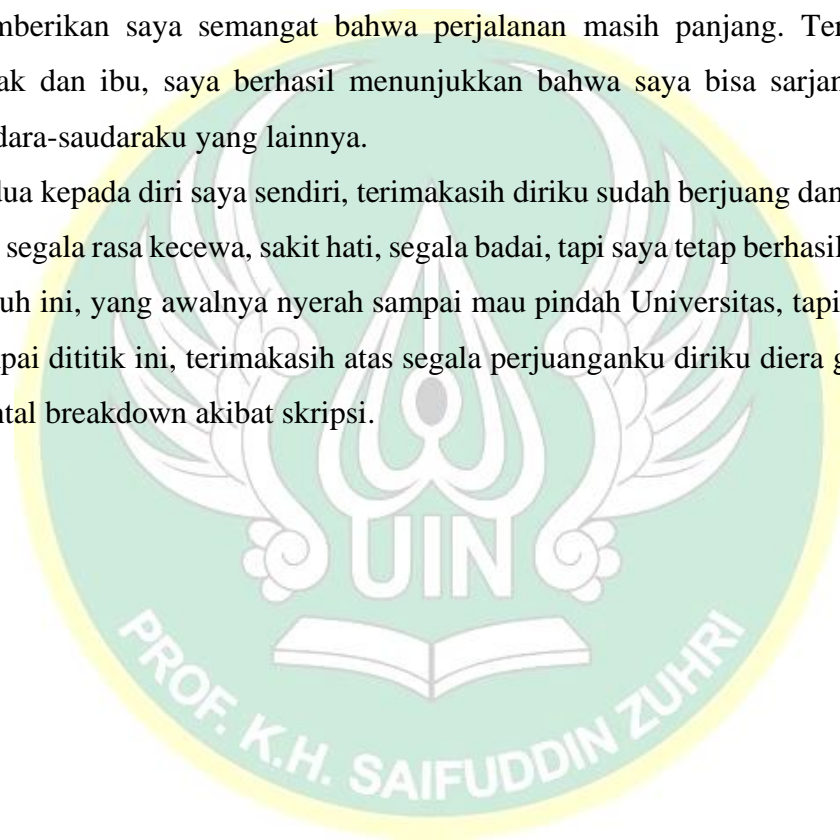 mberikan saya semangat bahwa perjalanan masih panjang. Ter
ak dan ibu, saya berhasil menunjukkan bahwa saya bisa sarjan
dara-saudaraku yang lainnya.
dua kepada diri saya sendiri, terimakasih diriku sudah berjuang dan
segala rasa kecewa, sakit hati, segala badai, tapi saya tetap berhasil
uh ini, yang awalnya nyerah sampai mau pindah Universitas, tapi
pai dititik ini, terimakasih atas segala perjuanganku diriku diera g
ntal breakdown akibat skripsi.
UIN
PROF. K.H. SAIFUDDIN ZUHRI